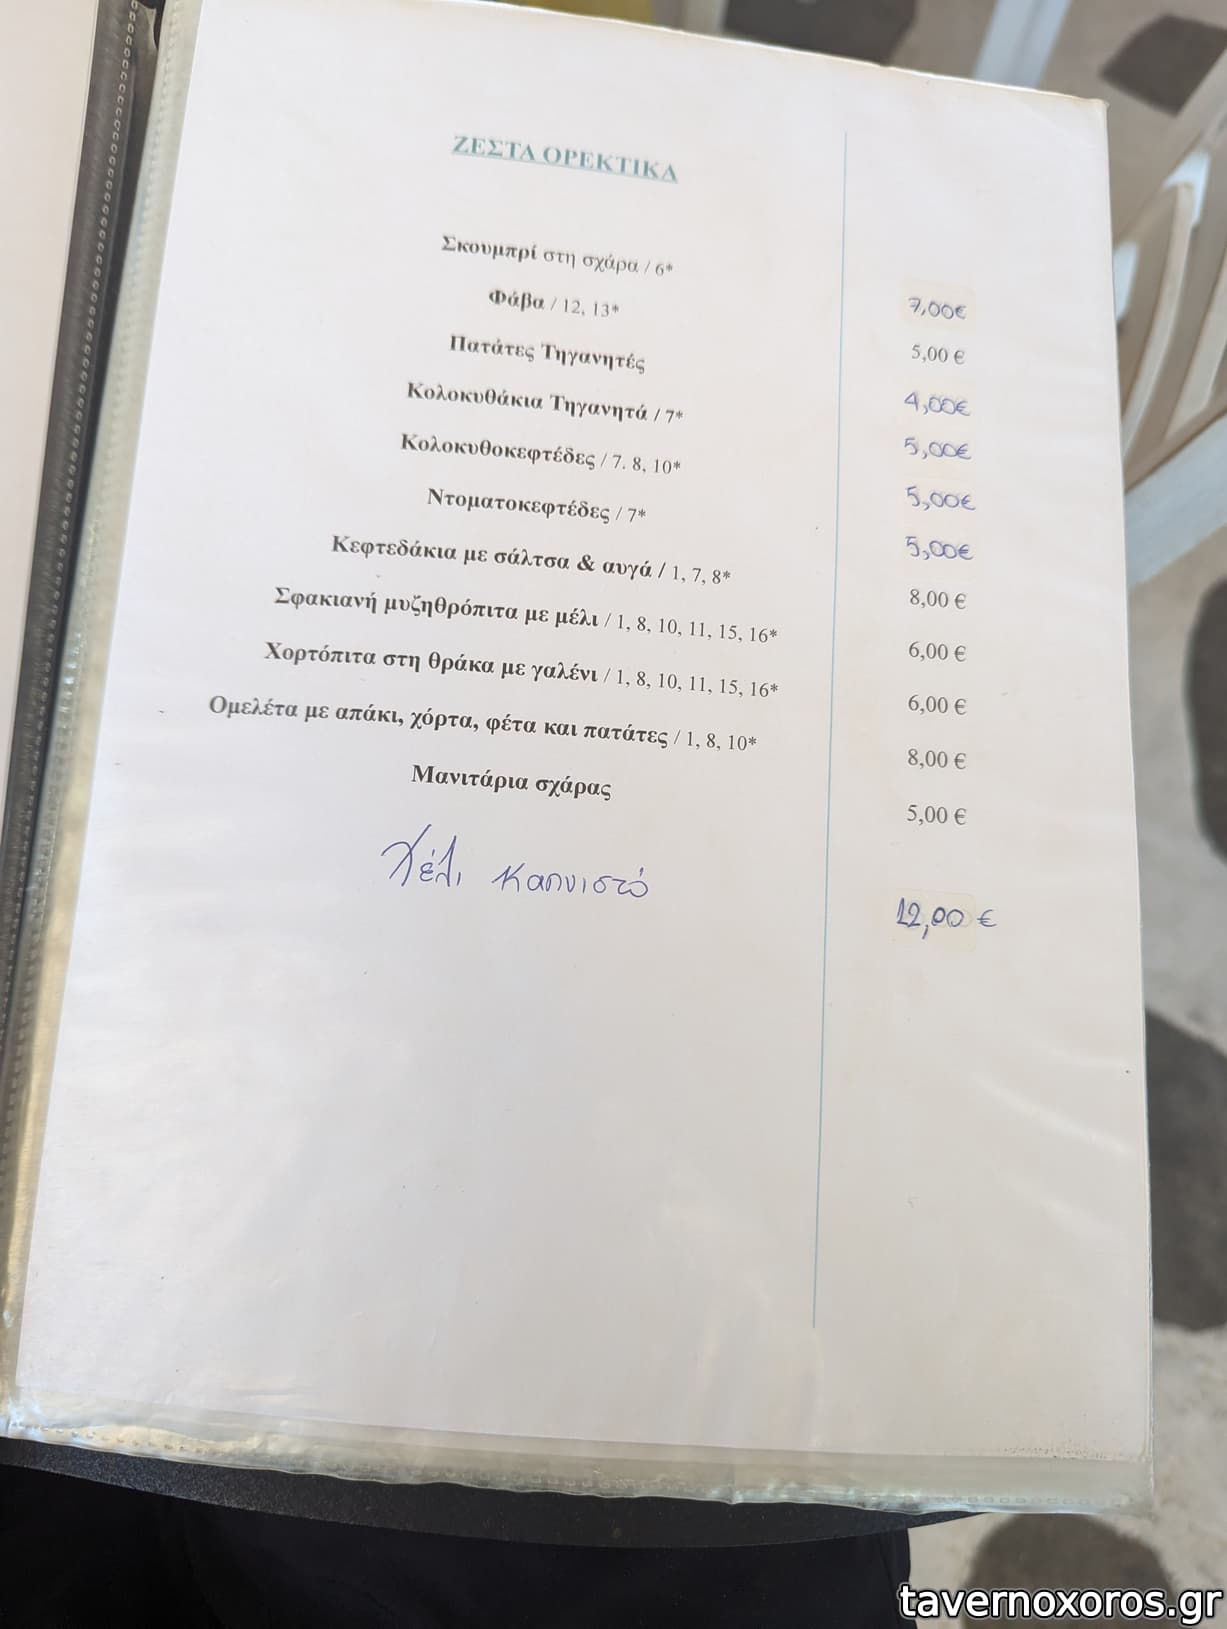 ΖΕΣΤΑ ΟΡΕΚΤΙΚΑ
Σκουμπρί στη σχάρα / 6* 7,00€
Φάβα / 12, 13* 5,00 €
Πατάτες Τηγανητές 4,00€
Κολοκυθάκια Τηγανητά / 7* 5,00€
Κολοκυθοκεφτέδες / 7. 8, 10* 5,00€
Ντοματοκεφτέδες / 7* 5,00€
Κεφτεδάκια με σάλτσα & αυγά / 1, 7, 8* 8,00 €
Σφακιανή μυζηθρόπιτα με μέλι / 1, 8, 10, 11, 15, 16* 6,00 €
Χορτόπιτα στη θράκα με γαλένι / 1, 8, 10, 11, 15, 16* 6,00 €
Ομελέτα με απάκι, χόρτα, φέτα και πατάτες / 1, 8, 10* 8,00 €
Μανιτάρια σχάρας 5,00 €
Χέλι καπνιστό 12,00 €
tavernoxoros.gr